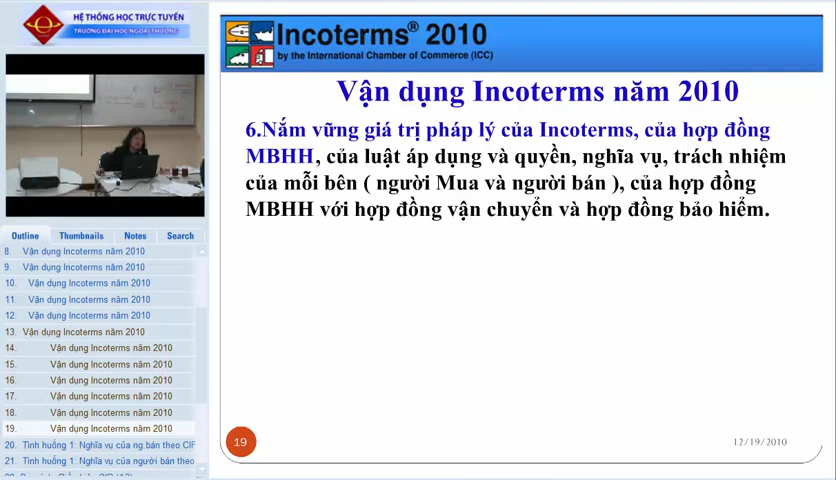 HỆ THỐNG HỌC TRỰC TUYẾN
TRƯỜNG ĐẠI HỌC NGOẠI THƯƠNG
Incoterms® 2010
by the International Chamber of Commerce (ICC)
Vận dụng Incoterms năm 2010
6.Nắm vững giá trị pháp lý của Incoterms, của hợp đồng
MBHH, của luật áp dụng và quyền, nghĩa vụ, trách nhiệm
của mỗi bên ( người Mua và người bán ), của hợp đồng
MBHH với hợp đồng vận chuyển và hợp đồng bảo hiểm.
Outline Thumbnails Notes Search
8. Vận dụng Incoterms năm 2010
9. Vận dụng Incoterms năm 2010
10. Vận dụng Incoterms năm 2010
11. Vận dụng Incoterms năm 2010
12. Vận dụng Incoterms năm 2010
13. Vận dụng Incoterms năm 2010
14. Vận dụng Incoterms năm 2010
15. Vận dụng Incoterms năm 2010
16. Vận dụng Incoterms năm 2010
17. Vận dụng Incoterms năm 2010
18. Vận dụng Incoterms năm 2010
19. Vận dụng Incoterms năm 2010
20. Tình huống 1: Nghĩa vụ của ng.bán theo CIF
21. Tình huống 1: Nghĩa vụ của người bán theo
19
12/19/2010